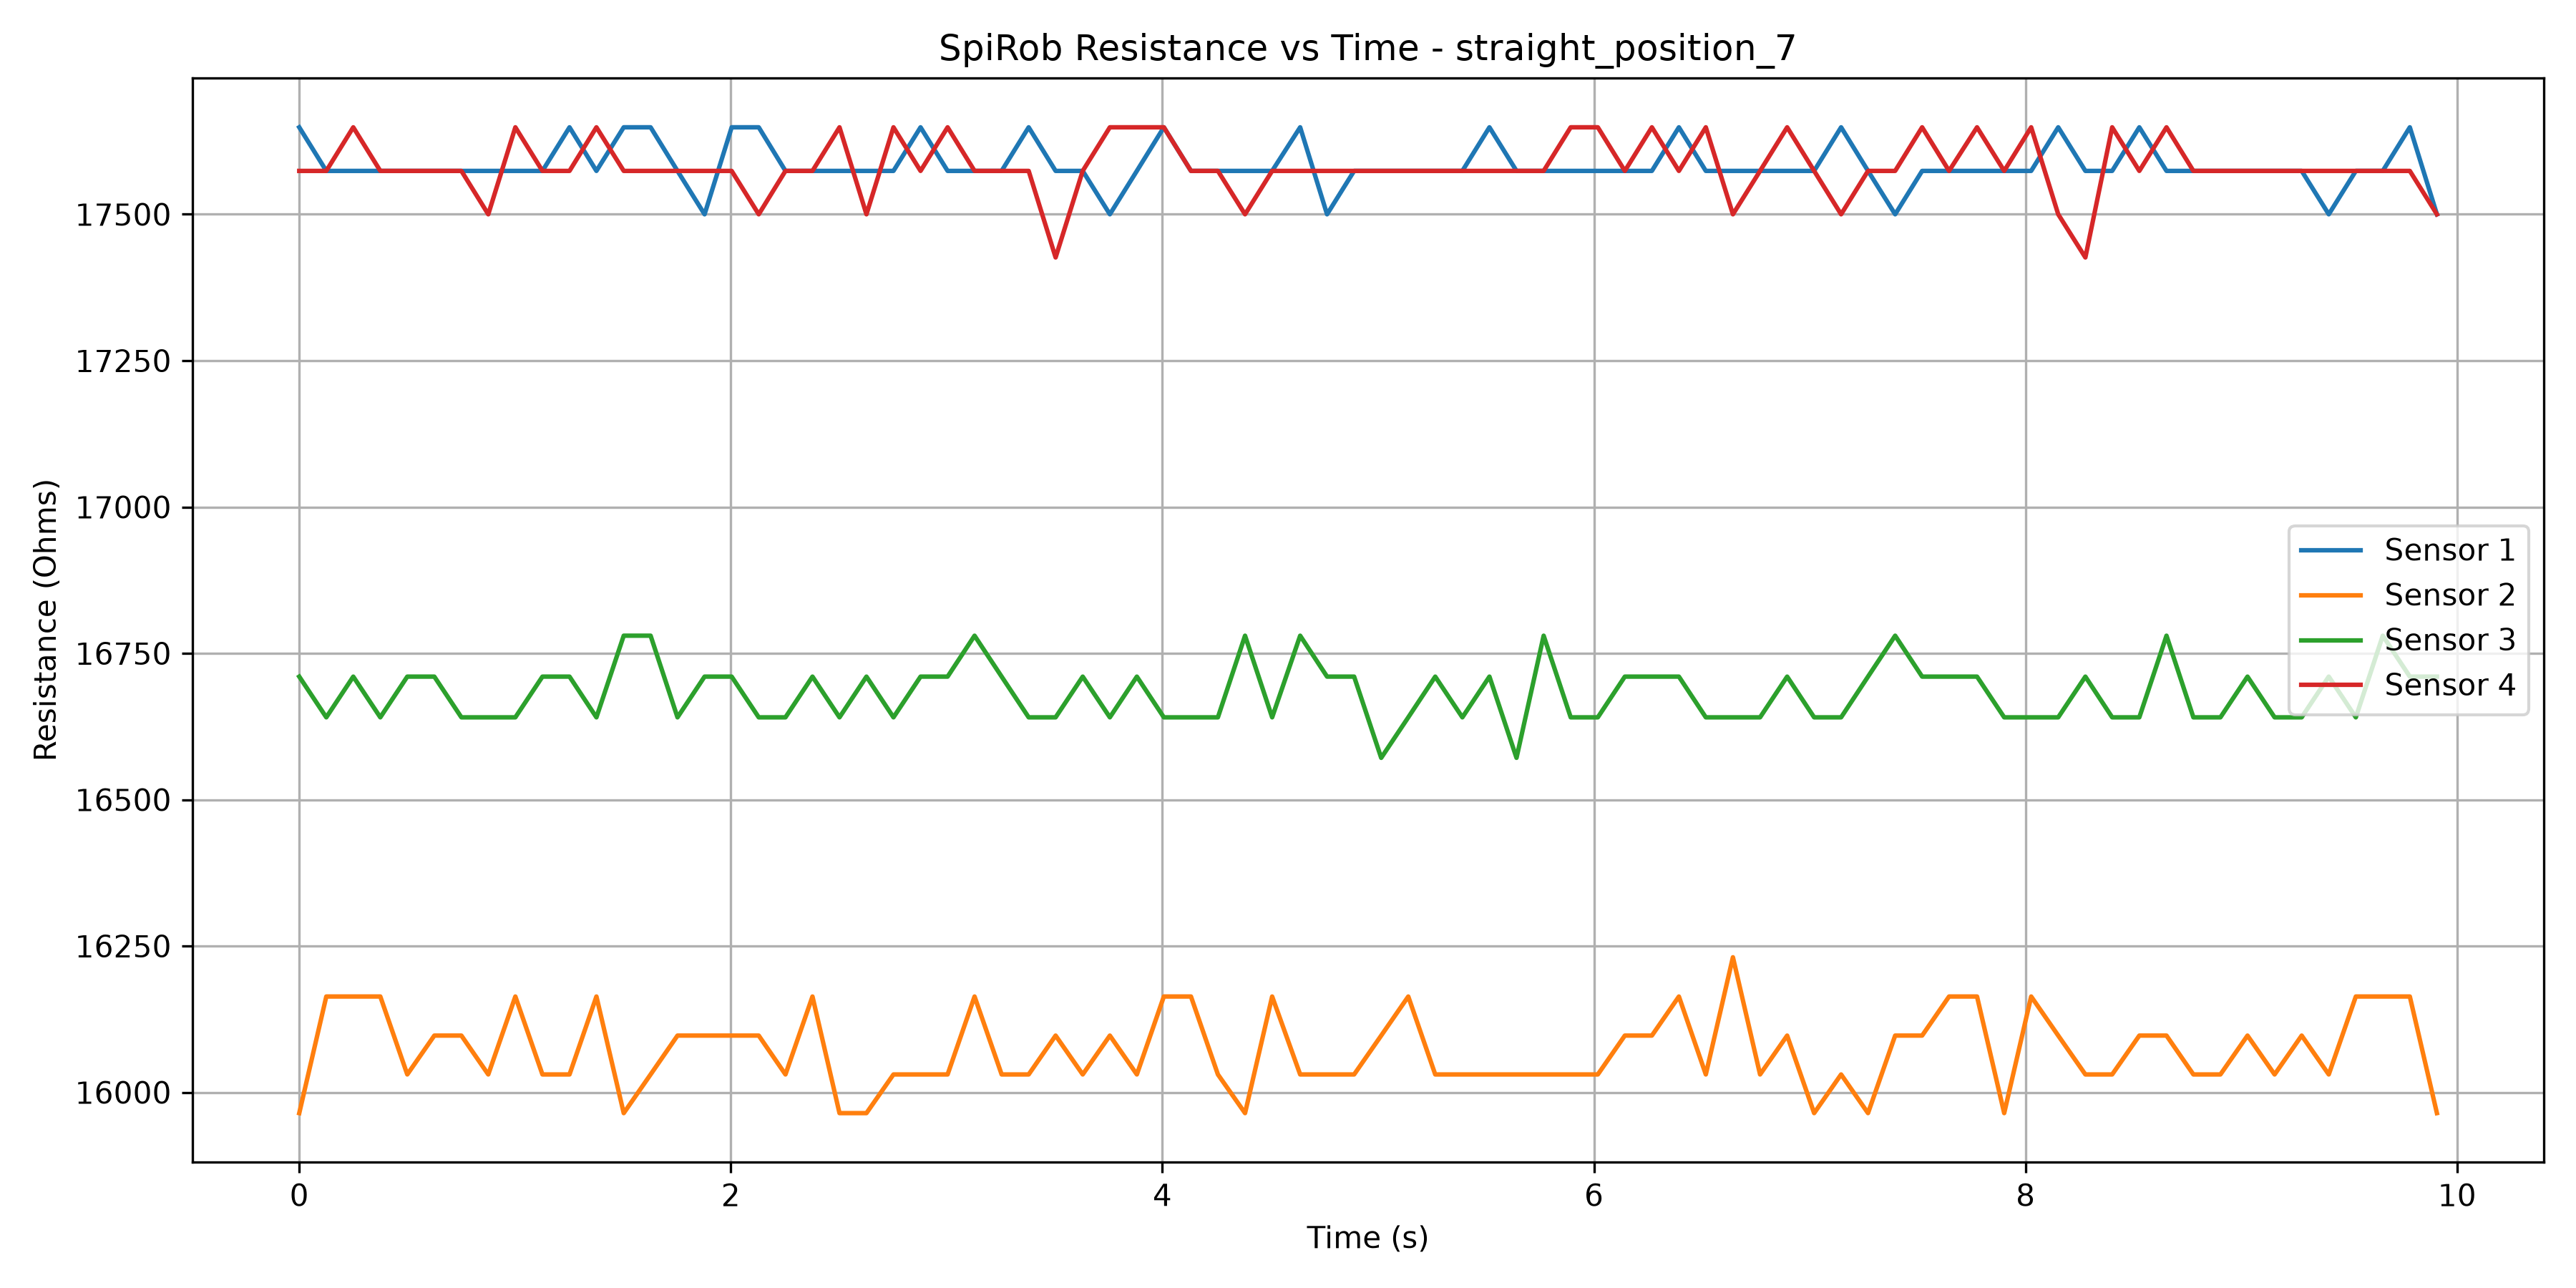 SpiRob Resistance vs Time - straight_position_7
Resistance (Ohms)
17500
17250
17000
16750
16500
16250
16000
Sensor 1
Sensor 2
Sensor 3
Sensor 4
0 2 4 6 8 10
Time (s)